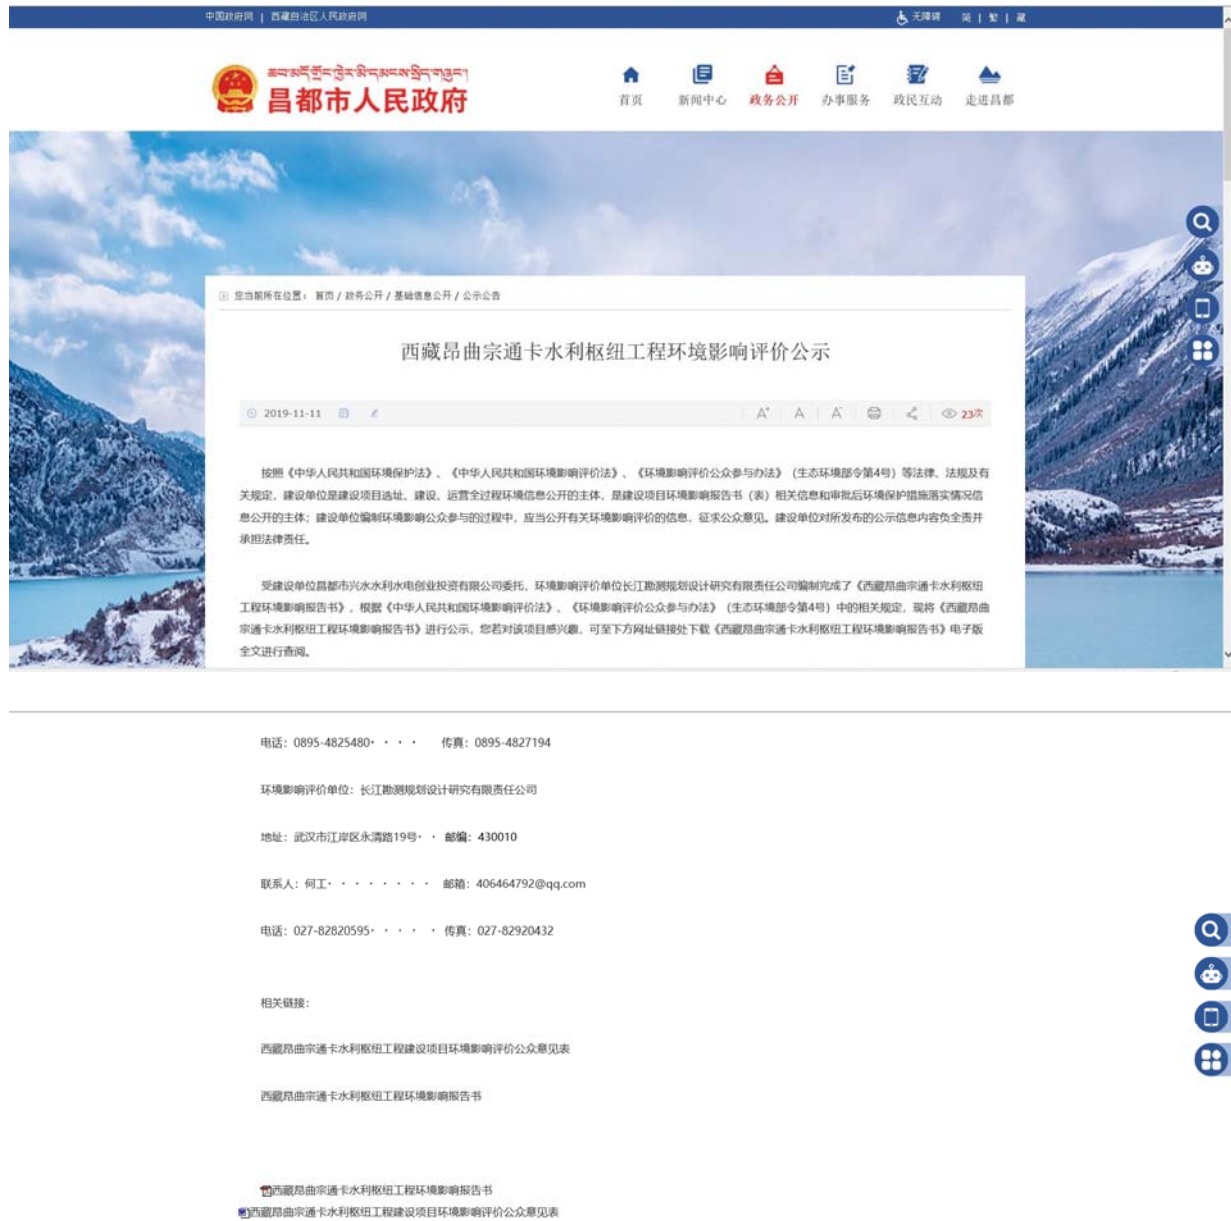 中国政府网 | 西藏自治区人民政府网
无障碍 简 | 繁 | 藏
昌都市人民政府
首页 新闻中心 政务公开 办事服务 政民互动 走进昌都
您当前所在位置： 首页 / 政务公开 / 基础信息公开 / 公示公告
西藏昂曲宗通卡水利枢纽工程环境影响评价公示
2019-11-11 A+ A A- 23次
按照《中华人民共和国环境保护法》、《中华人民共和国环境影响评价法》、《环境影响评价公众参与办法》（生态环境部令第4号）等法律、法规及有
关规定，建设单位是建设项目选址、建设、运营全过程环境信息公开的主体，是建设项目环境影响报告书（表）相关信息和审批后环境保护措施落实情况信
息公开的主体；建设单位编制环境影响公众参与的过程中，应当公开有关环境影响评价的信息，征求公众意见。建设单位对所发布的公示信息内容负全责并
承担法律责任。
受建设单位昌都市兴水水利水电创业投资有限公司委托，环境影响评价单位长江勘测规划设计研究有限责任公司编制完成了《西藏昂曲宗通卡水利枢纽
工程环境影响报告书》，根据《中华人民共和国环境影响评价法》、《环境影响评价公众参与办法》（生态环境部令第4号）中的相关规定，现将《西藏昂曲
宗通卡水利枢纽工程环境影响报告书》进行公示，您若对该项目感兴趣，可至下方网址链接处下载《西藏昂曲宗通卡水利枢纽工程环境影响报告书》电子版
全文进行查阅。
电话：0895-4825480· · · · 传真：0895-4827194
环境影响评价单位：长江勘测规划设计研究有限责任公司
地址：武汉市江岸区永清路19号· · 邮编：430010
联系人：何工· · · · · · · · 邮箱：406464792@qq.com
电话：027-82820595· · · · · 传真：027-82920432
相关链接：
西藏昂曲宗通卡水利枢纽工程建设项目环境影响评价公众意见表
西藏昂曲宗通卡水利枢纽工程环境影响报告书
西藏昂曲宗通卡水利枢纽工程环境影响报告书
西藏昂曲宗通卡水利枢纽工程建设项目环境影响评价公众意见表